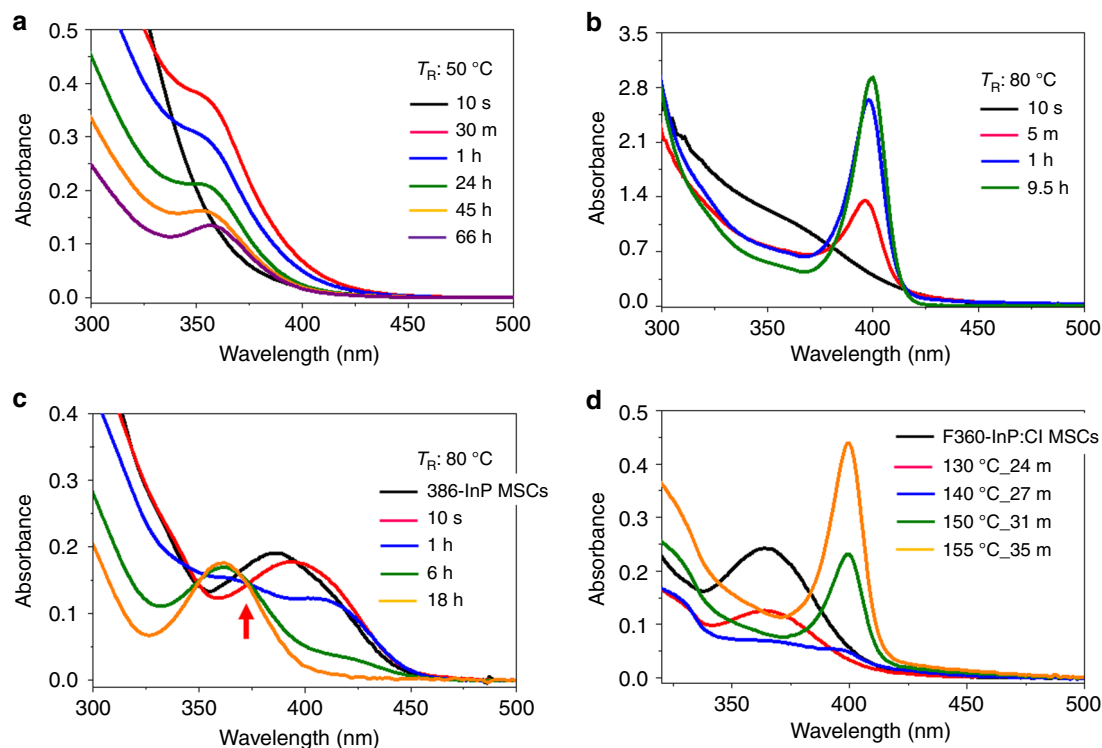 a
0.5
0.4
0.3
0.2
0.1
0.0
Absorbance
300
350
400
450
500
Wavelength (nm)
TR: 50 °C
10 s
30 m
1 h
24 h
45 h
66 h
b
3.5
2.8
2.1
1.4
0.7
0.0
Absorbance
300
350
400
450
500
Wavelength (nm)
TR: 80 °C
10 s
5 m
1 h
9.5 h
c
0.4
0.3
0.2
0.1
0.0
Absorbance
300
350
400
450
500
Wavelength (nm)
TR: 80 °C
386-InP MSCs
10 s
1 h
6 h
18 h
d
0.5
0.4
0.3
0.2
0.1
0.0
Absorbance
350
400
450
500
Wavelength (nm)
F360-InP:Cl MSCs
130 °C_24 m
140 °C_27 m
150 °C_31 m
155 °C_35 m